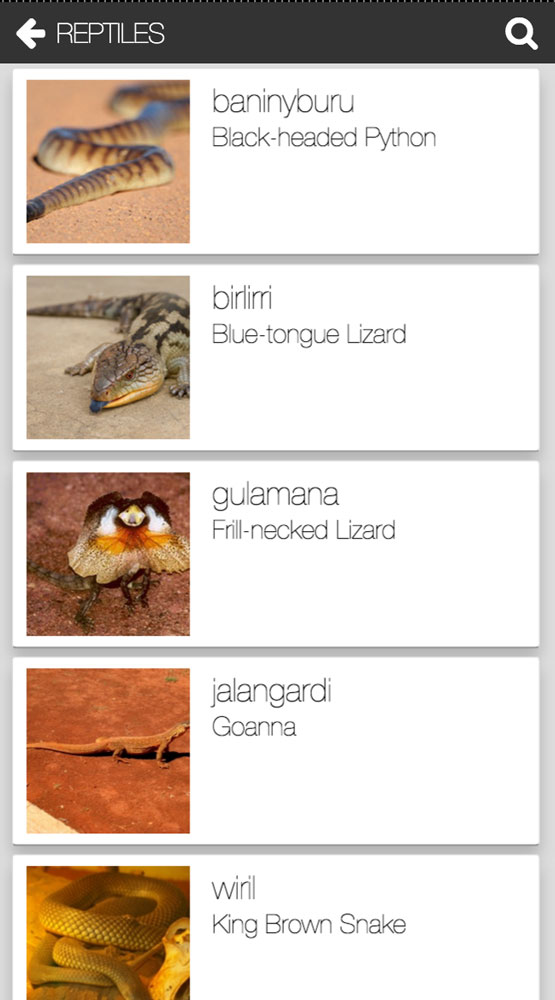 REPTILES
baninyburu
Black-headed Python
birlirri
Blue-tongue Lizard
gulamana
Frill-necked Lizard
jalangardi
Goanna
wiril
King Brown Snake